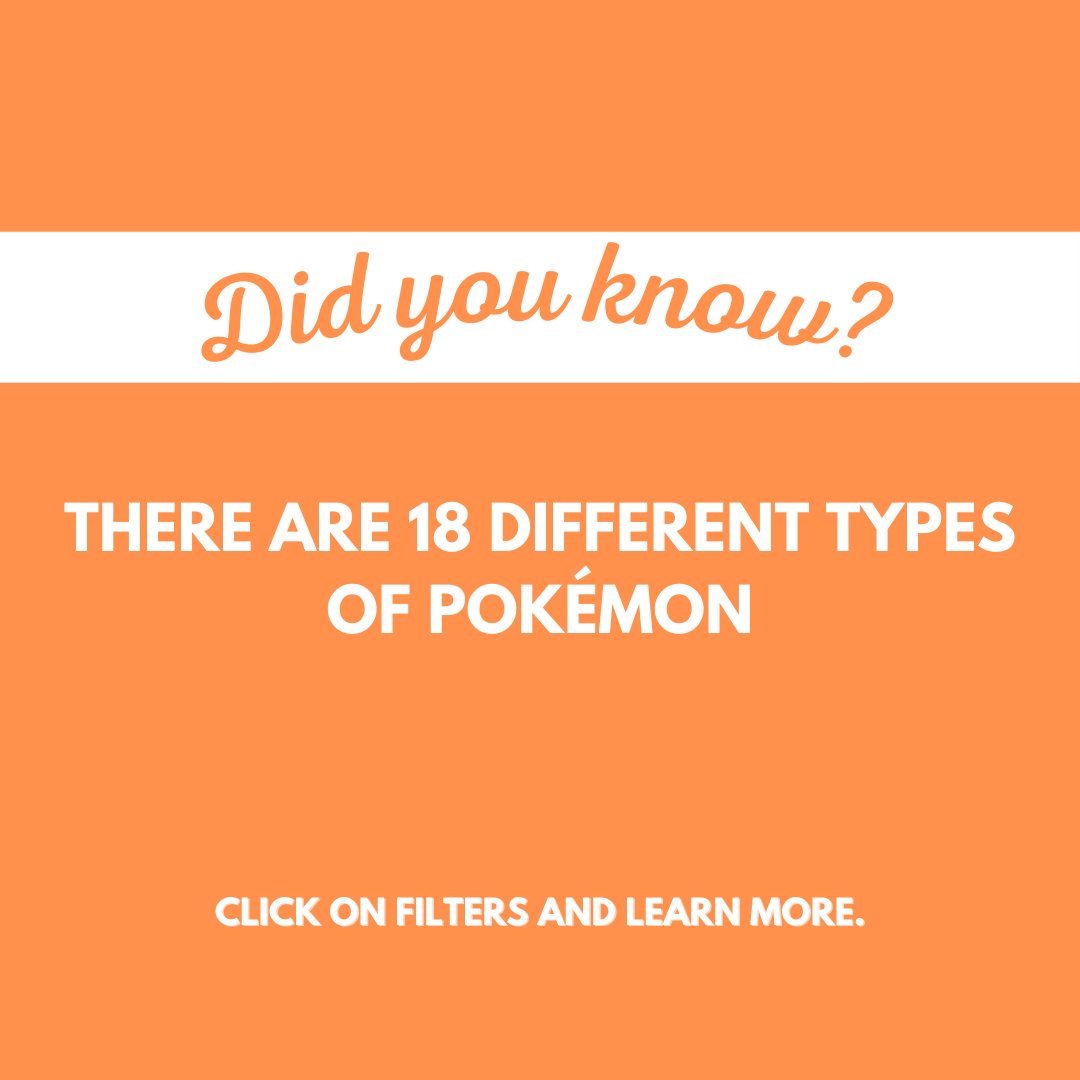 Did you know?
THERE ARE 18 DIFFERENT TYPES
OF POKÉMON
CLICK ON FILTERS AND LEARN MORE.